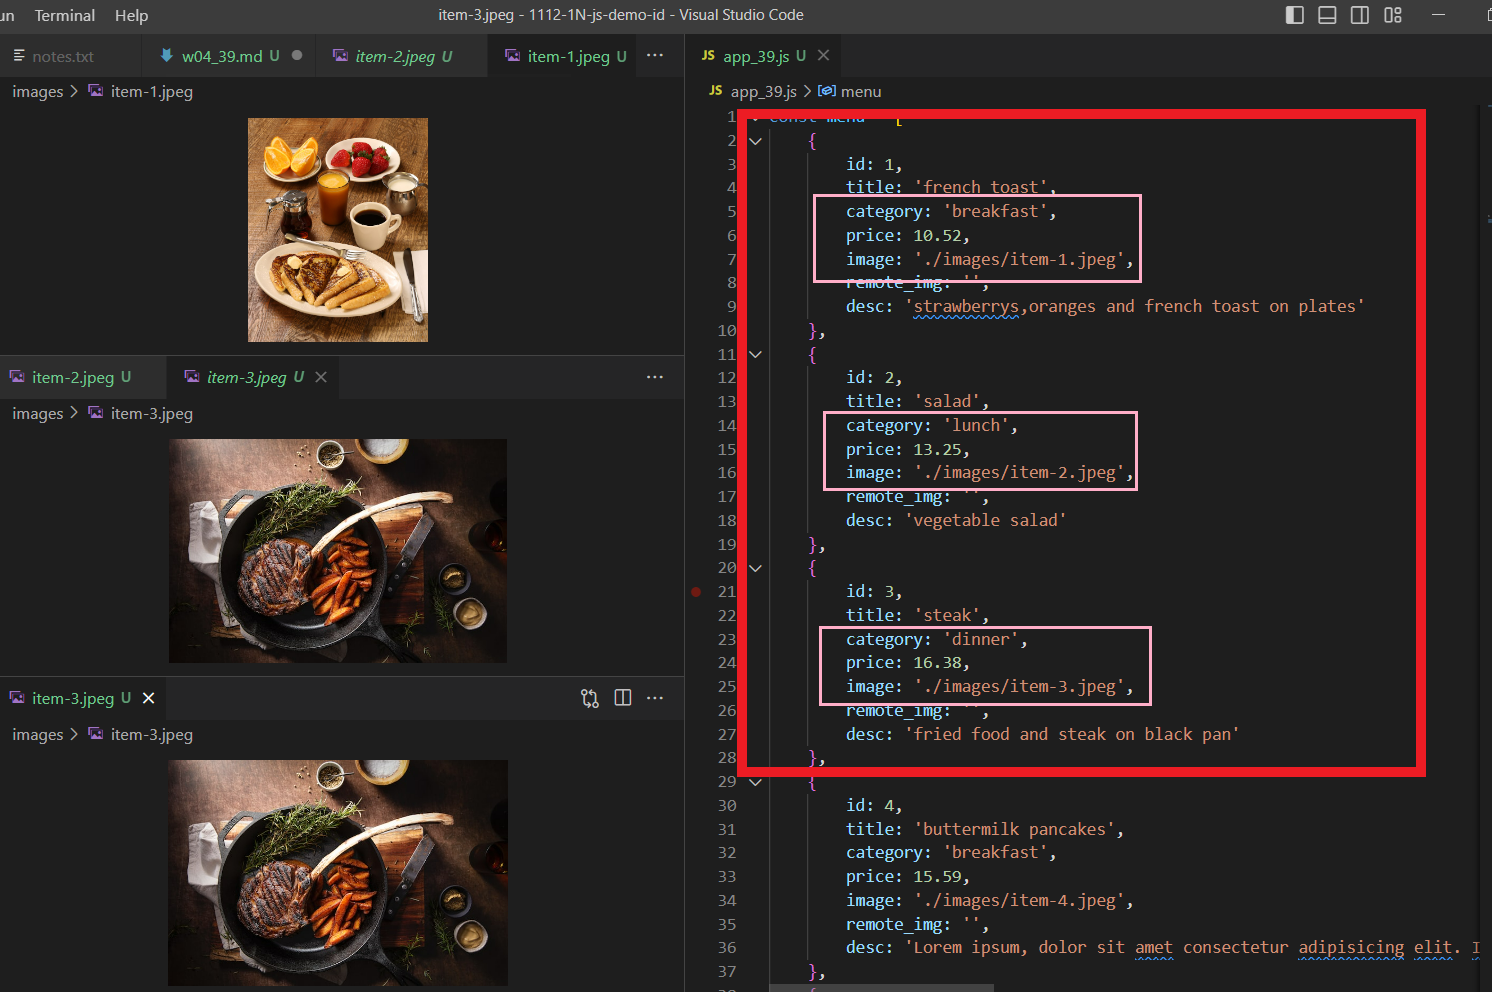 un Terminal Help
item-3.jpeg - 1112-1N-js-demo-id - Visual Studio Code
notes.txt
w04_39.md U
item-2.jpeg U
item-1.jpeg U
images > item-1.jpeg
item-2.jpeg U
item-3.jpeg U
images > item-3.jpeg
item-3.jpeg U
images > item-3.jpeg
JS app_39.js U
JS app_39.js > menu
1 const menu = [
2 {
3 id: 1,
4 title: 'french toast',
5 category: 'breakfast',
6 price: 10.52,
7 image: './images/item-1.jpeg',
8 remote_img: '',
9 desc: 'strawberrys,oranges and french toast on plates'
10 },
11 {
12 id: 2,
13 title: 'salad',
14 category: 'lunch',
15 price: 13.25,
16 image: './images/item-2.jpeg',
17 remote_img: '',
18 desc: 'vegetable salad'
19 },
20 {
21 id: 3,
22 title: 'steak',
23 category: 'dinner',
24 price: 16.38,
25 image: './images/item-3.jpeg',
26 remote_img: '',
27 desc: 'fried food and steak on black pan'
28 },
29 {
30 id: 4,
31 title: 'buttermilk pancakes',
32 category: 'breakfast',
33 price: 15.59,
34 image: './images/item-4.jpeg',
35 remote_img: '',
36 desc: 'Lorem ipsum, dolor sit amet consectetur adipisicing elit. I
37 },